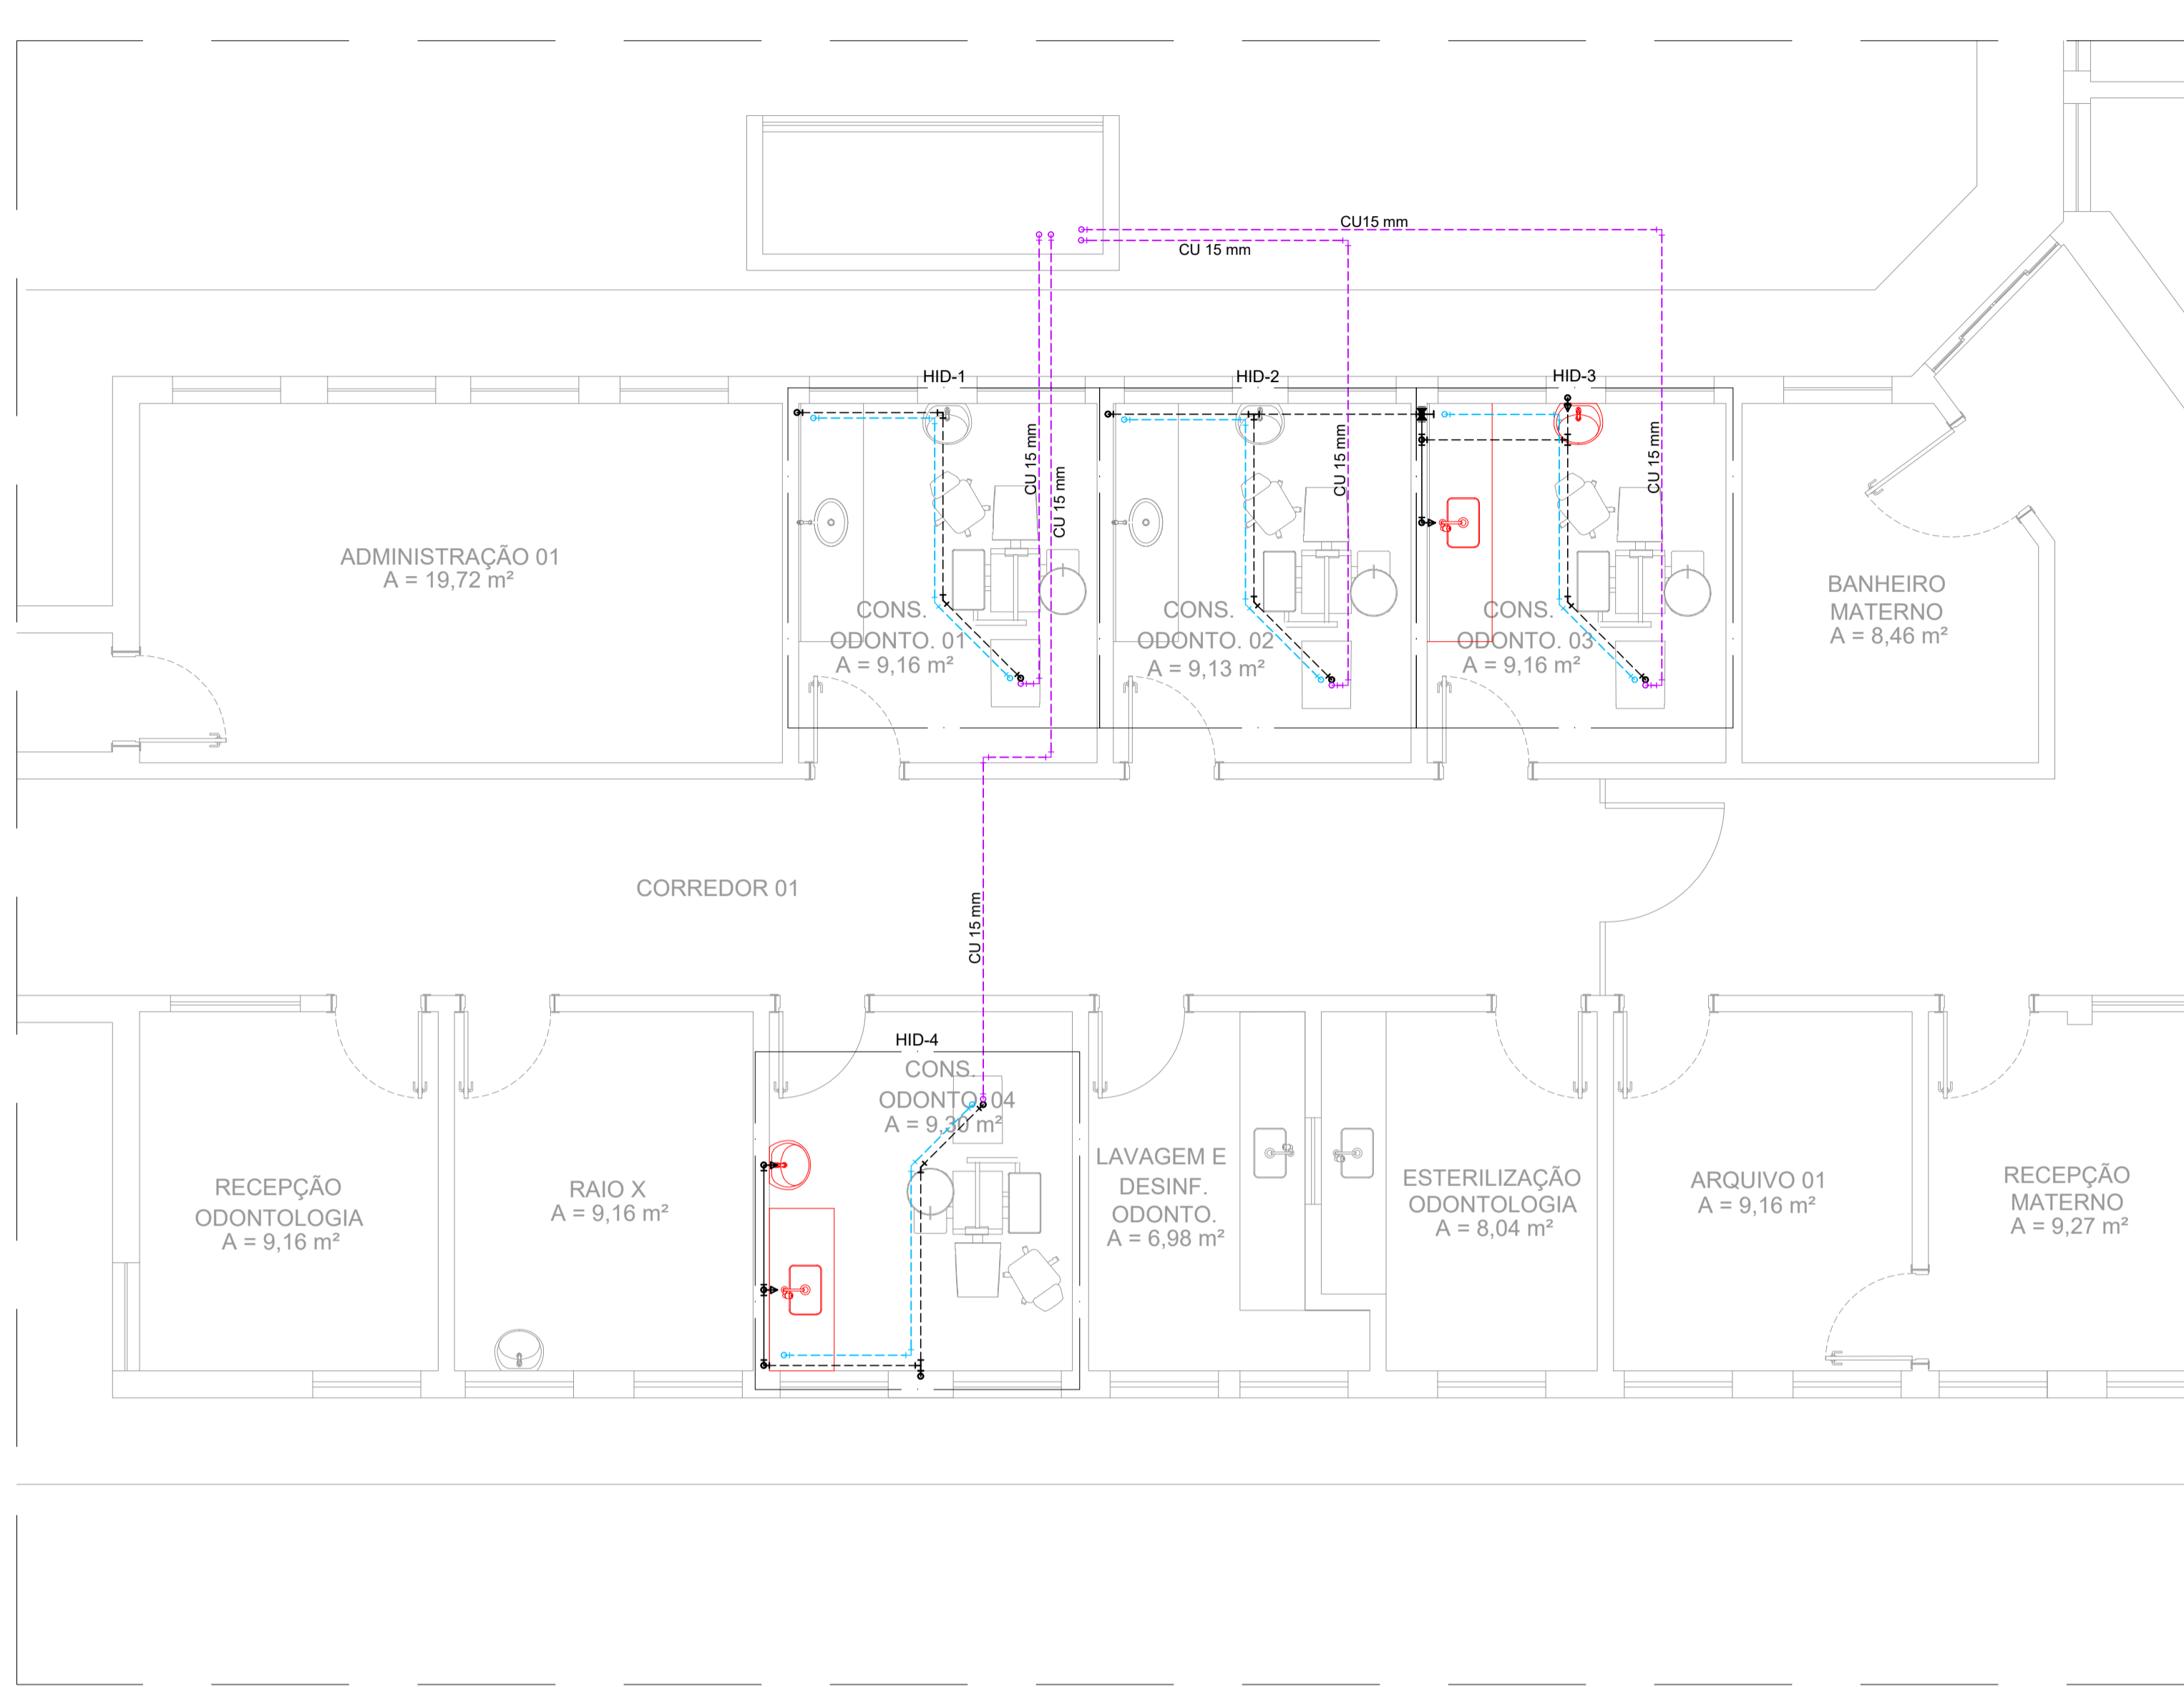 CU15 mm
CU 15 mm
HID-1
HID-2
HID-3
CU 15 mm
CU 15 mm
CU 15 mm
CU 15 mm
ADMINISTRAÇÃO 01
A = 19,72 m²
CONS.
ODONTO. 01
A = 9,16 m²
CONS.
ODONTO. 02
A = 9,13 m²
CONS.
ODONTO. 03
A = 9,16 m²
BANHEIRO
MATERNO
A = 8,46 m²
CORREDOR 01
CU 15 mm
HID-4
CONS.
ODONTO. 04
A = 9,30 m²
RECEPÇÃO
ODONTOLOGIA
A = 9,16 m²
RAIO X
A = 9,16 m²
LAVAGEM E
DESINF.
ODONTO.
A = 6,98 m²
ESTERILIZAÇÃO
ODONTOLOGIA
A = 8,04 m²
ARQUIVO 01
A = 9,16 m²
RECEPÇÃO
MATERNO
A = 9,27 m²